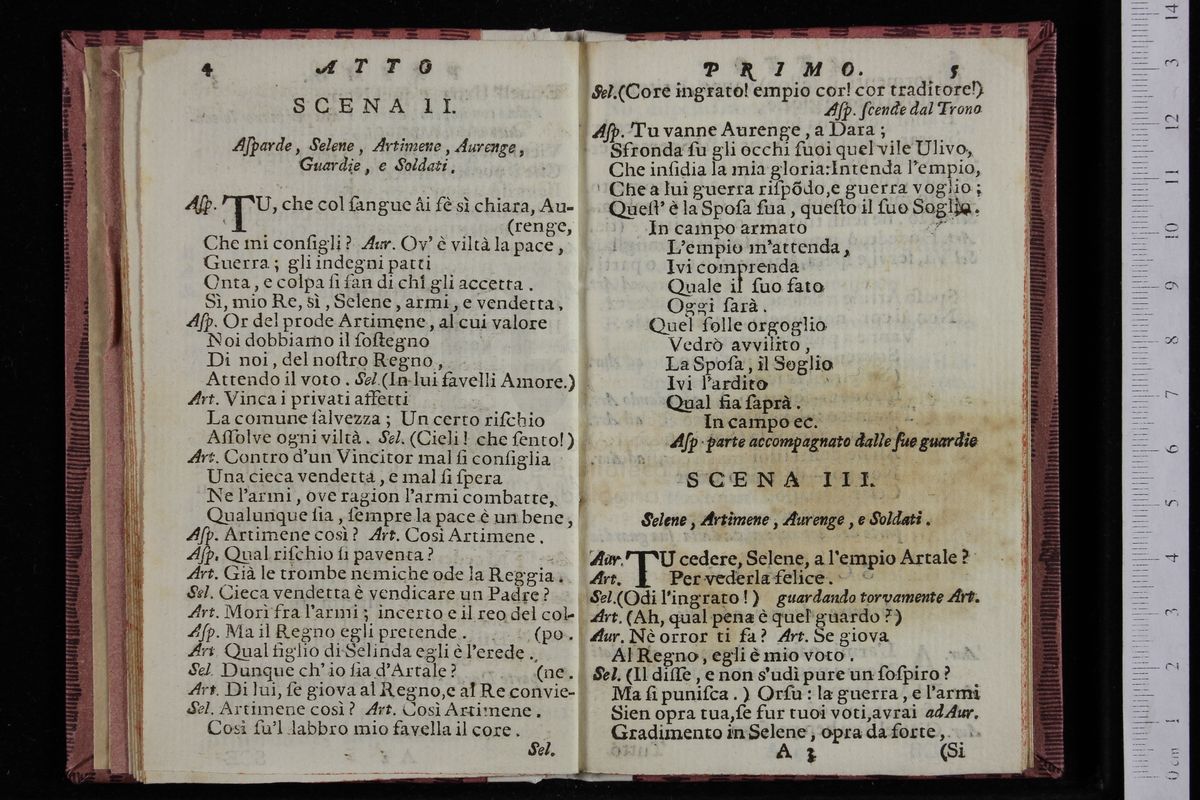 4 ATTO
SCENA II.
Aſparde, Selene, Artimene, Aurenge,
Guardie, e Soldati.
Aſp. TU, che col ſangue âi fè sì chiara, Au-
(renge,
Che mi conſigli? Aur. Ov' è viltà la pace,
Guerra; gli indegni patti
Onta, e colpa ſi fan di chi gli accetta.
Sì, mio Re, sì, Selene, armi, e vendetta.
Aſp. Or del prode Artimene, al cui valore
Noi dobbiamo il ſoſtegno
Di noi, del noſtro Regno,
Attendo il voto. Sel.(In lui favelli Amore.)
Art. Vinca i privati affetti
La comune ſalvezza; Un certo riſchio
Aſſolve ogni viltà. Sel. (Cieli! che ſento!)
Art. Contro d'un Vincitor mal ſi conſiglia
Una cieca vendetta, e mal ſi ſpera
Ne l'armi, ove ragion l'armi combatte,
Qualunque ſia, ſempre la pace è un bene,
Aſp. Artimene così? Art. Così Artimene.
Aſp. Qual riſchio ſi paventa?
Art. Già le trombe nemiche ode la Reggia.
Sel. Cieca vendetta è vendicare un Padre?
Art. Morì fra l'armi; incerto e il reo del col-
Aſp. Ma il Regno egli pretende. (po.
Art Qual figlio di Selinda egli è l'erede.
Sel. Dunque ch' io ſia d'Artale? (ne.
Art. Di lui, ſe giova al Regno,e al Re convie-
Sel. Artimene così? Art. Così Artimene.
Così ſu'l labbro mio favella il core.
Sel.
PRIMO. 5
Sel.(Core ingrato! empio cor! cor traditore!)
Aſp. ſcende dal Trono
Aſp. Tu vanne Aurenge, a Dara;
Sfronda ſu gli occhi ſuoi quel vile Ulivo,
Che inſidia la mia gloria:Intenda l'empio,
Che a lui guerra riſpõdo,e guerra voglio;
Queſt' è la Spoſa ſua, queſto il ſuo Soglio.
In campo armato
L'empio m'attenda,
Ivi comprenda
Quale il ſuo fato
Oggi ſarà.
Quel folle orgoglio
Vedrò avvilito,
La Spoſa, il Soglio
Ivi l'ardito
Qual ſia ſaprà.
In campo ec.
Aſp. parte accompagnato dalle ſue guardie
SCENA III.
Selene, Artimene, Aurenge, e Soldati.
Aur. TU cedere, Selene, a l'empio Artale?
Art. Per vederla felice.
Sel.(Odi l'ingrato!) guardando torvamente Art.
Art. (Ah, qual pena è quel guardo?)
Aur. Nè orror ti fa? Art. Se giova
Al Regno, egli è mio voto.
Sel. (Il diſſe, e non s'udì pure un ſoſpiro?
Ma ſi puniſca.) Orſu: la guerra, e l'armi
Sien opra tua,ſe fur tuoi voti,avrai ad Aur.
Gradimento in Selene, opra da forte,
A 3 (Si